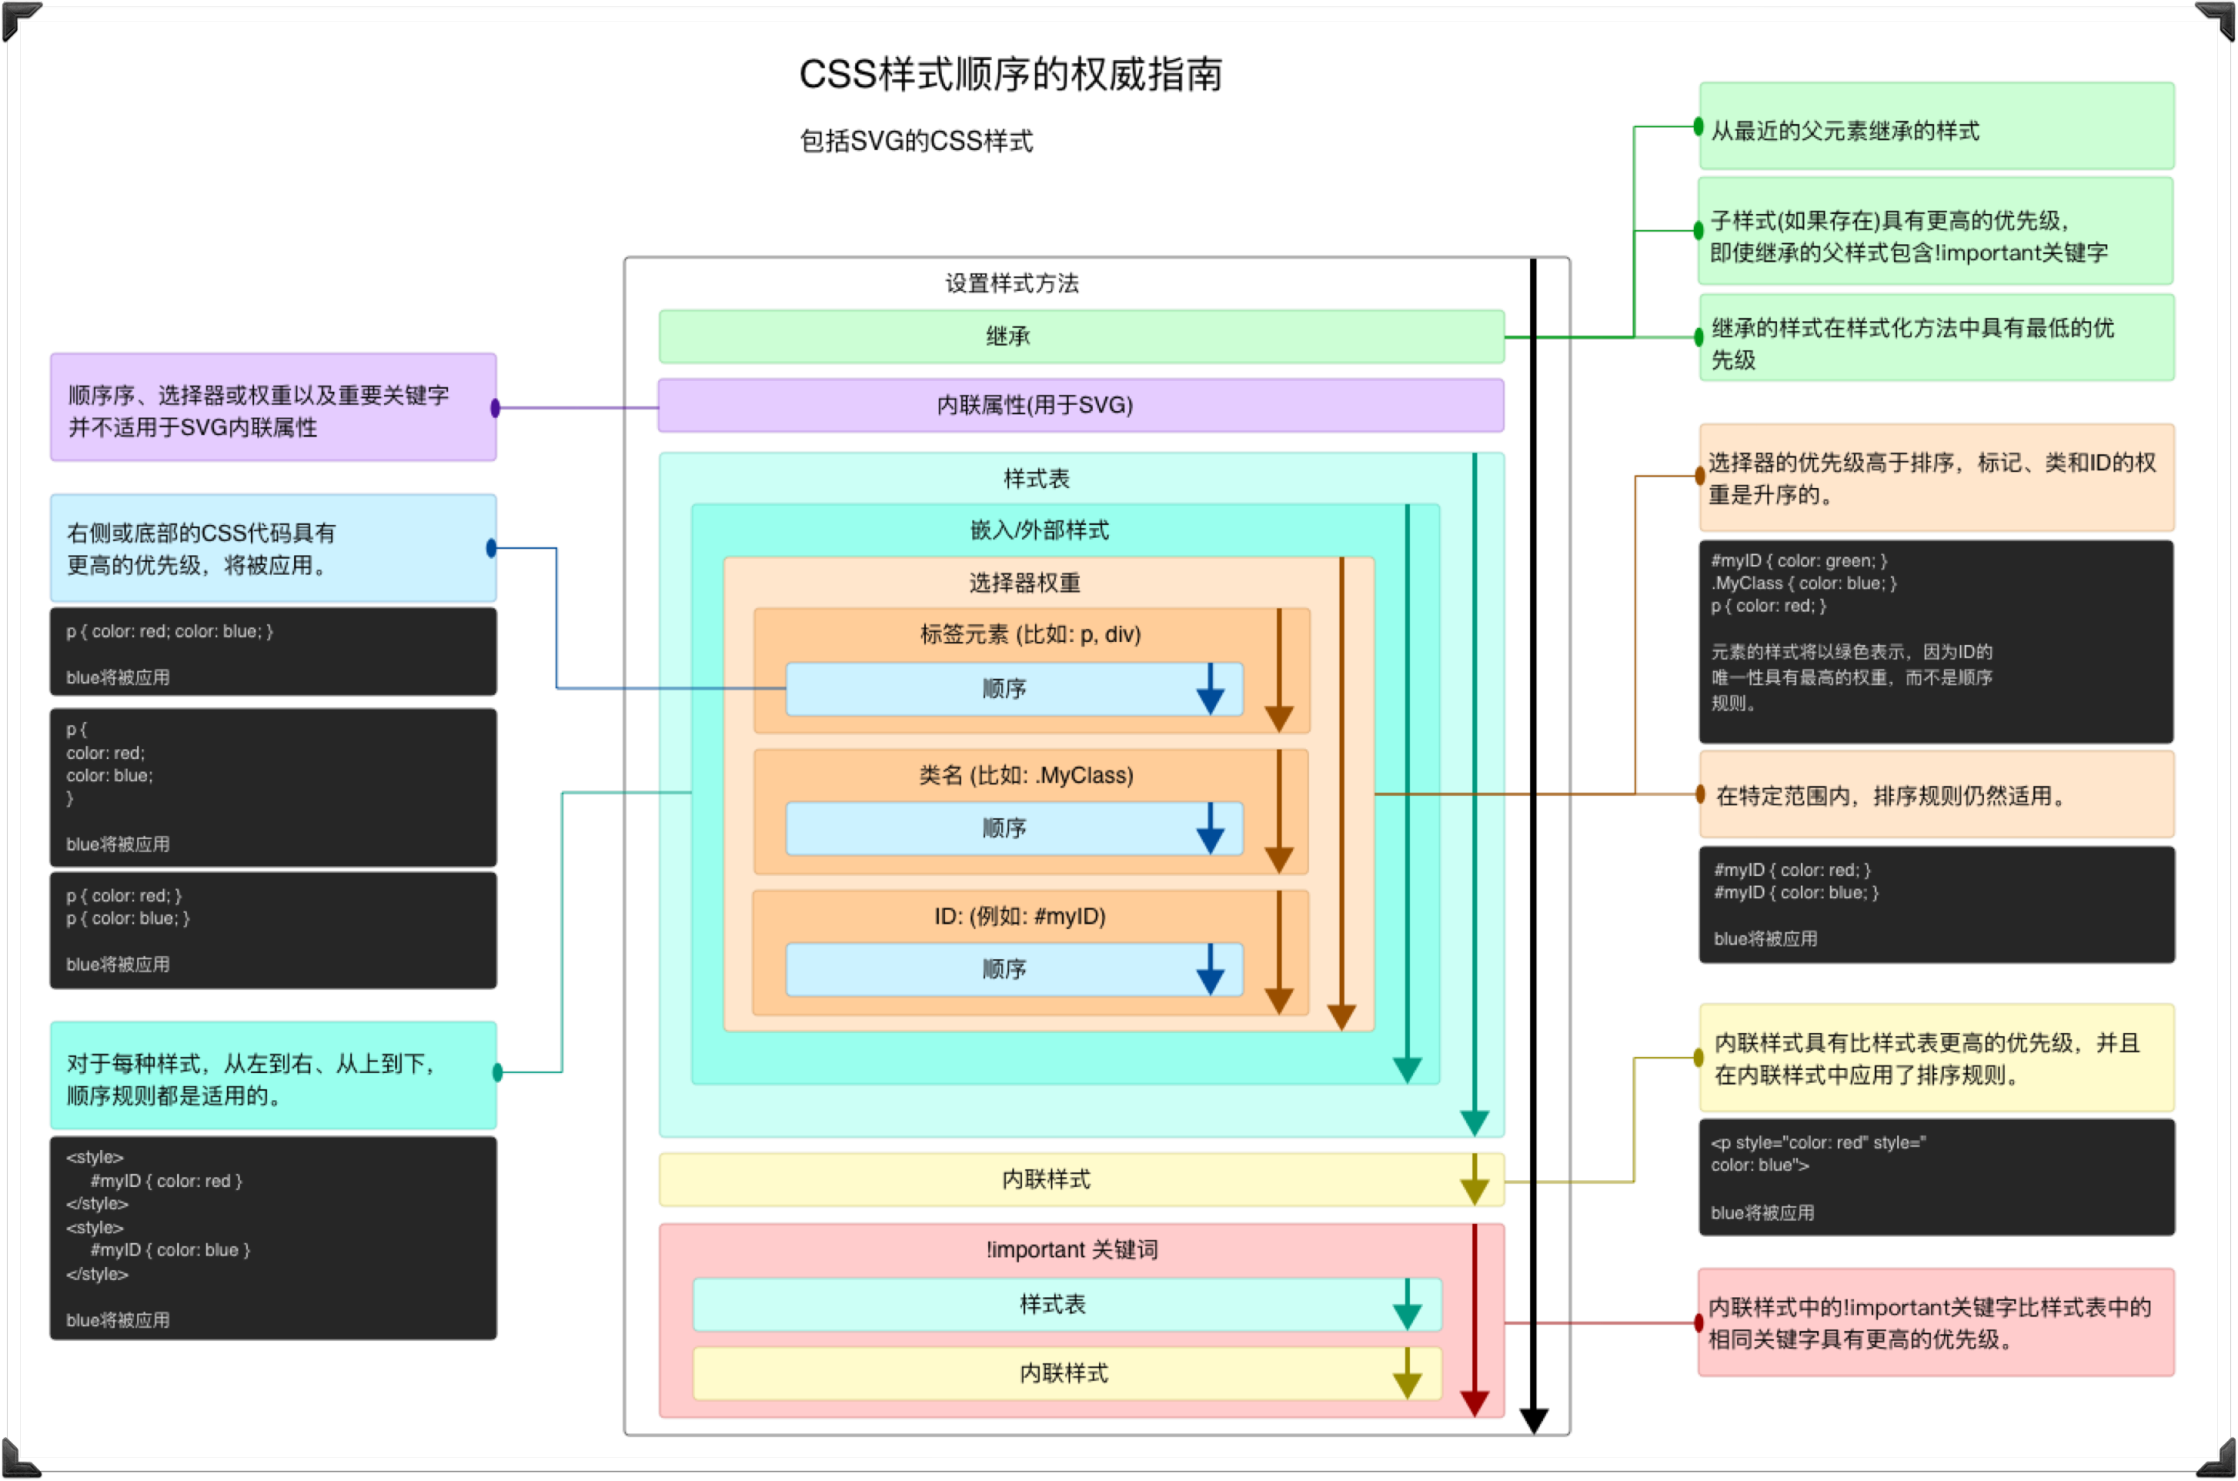 CSS样式顺序的权威指南
包括SVG的CSS样式
顺序序、选择器或权重以及重要关键字
并不适用于SVG内联属性
右侧或底部的CSS代码具有
更高的优先级，将被应用。
p { color: red; color: blue; }
blue将被应用
p {
color: red;
color: blue;
}
blue将被应用
p { color: red; }
p { color: blue; }
blue将被应用
对于每种样式，从左到右、从上到下，
顺序规则都是适用的。
<style>
#myID { color: red }
</style>
<style>
#myID { color: blue }
</style>
blue将被应用
设置样式方法
继承
内联属性(用于SVG)
样式表
嵌入/外部样式
选择器权重
标签元素 (比如: p, div)
顺序
类名 (比如: .MyClass)
顺序
ID: (例如: #myID)
顺序
内联样式
!important 关键词
样式表
内联样式
从最近的父元素继承的样式
子样式(如果存在)具有更高的优先级，
即使继承的父样式包含!important关键字
继承的样式在样式化方法中具有最低的优
先级
选择器的优先级高于排序，标记、类和ID的权
重是升序的。
#myID { color: green; }
.MyClass { color: blue; }
p { color: red; }
元素的样式将以绿色表示，因为ID的
唯一性具有最高的权重，而不是顺序
规则。
在特定范围内，排序规则仍然适用。
#myID { color: red; }
#myID { color: blue; }
blue将被应用
内联样式具有比样式表更高的优先级，并且
在内联样式中应用了排序规则。
<p style="color: red" style="
color: blue">
blue将被应用
内联样式中的!important关键字比样式表中的
相同关键字具有更高的优先级。